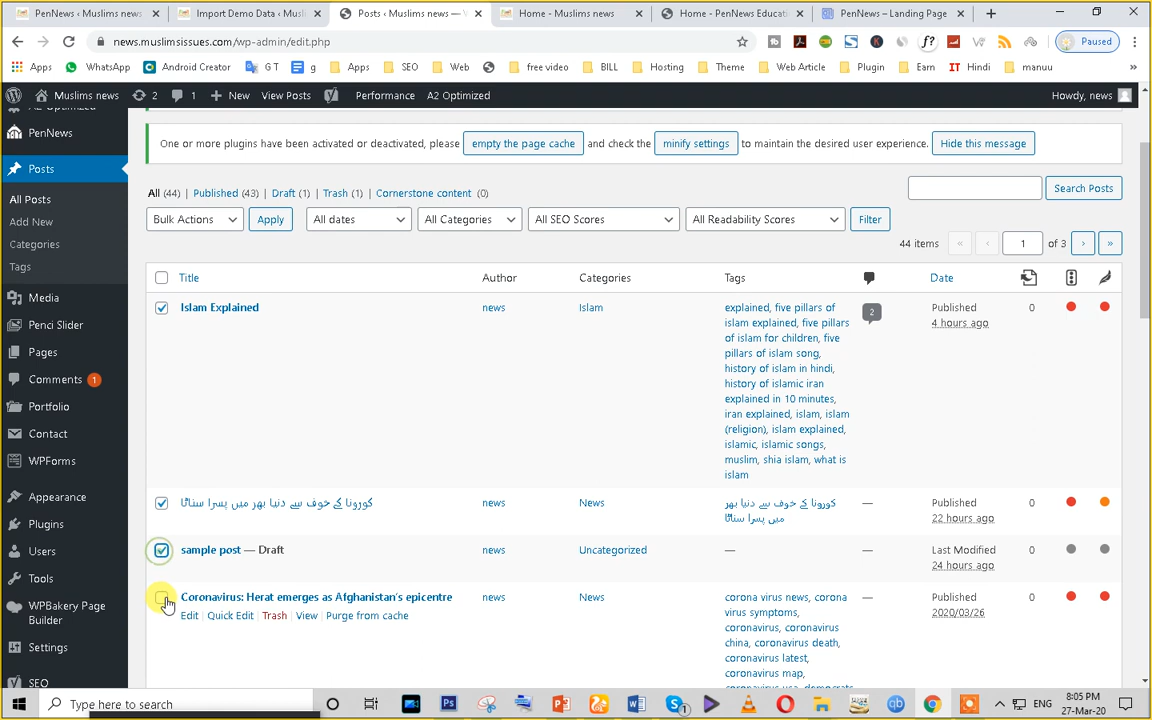 PenNews ‹ Muslims news — W
Import Demo Data ‹ Musli
Posts ‹ Muslims news — V
Home - Muslims news
Home - PenNews Educati
PenNews – Landing Page
news.muslimsissues.com/wp-admin/edit.php
Paused
Apps
WhatsApp
Android Creator
G T
g
Apps
SEO
Web
free video
BILL
Hosting
Theme
Web Article
Plugin
Earn
Hindi
manuu
Muslims news
2
1
New
View Posts
Performance
A2 Optimized
Howdy, news
A2 Optimized
PenNews
Posts
All Posts
Add New
Categories
Tags
Media
Penci Slider
Pages
Comments 1
Portfolio
Contact
WPForms
Appearance
Plugins
Users
Tools
WPBakery Page
Builder
Settings
SEO
One or more plugins have been activated or deactivated, please empty the page cache and check the minify settings to maintain the desired user experience. Hide this message
All (44) | Published (43) | Draft (1) | Trash (1) | Cornerstone content (0)
Search Posts
Bulk Actions
Apply
All dates
All Categories
All SEO Scores
All Readability Scores
Filter
44 items « ‹ 1 of 3 › »
Title
Author
Categories
Tags
Date
Islam Explained
news
Islam
explained, five pillars of
islam explained, five pillars
of islam for children, five
pillars of islam song,
history of islam in hindi,
history of islamic iran
explained in 10 minutes,
iran explained, islam, islam
(religion), islam explained,
islamic, islamic songs,
muslim, shia islam, what is
islam
2
Published
4 hours ago
0
کورونا کے خوف سے دنیا بھر میں پسرا سناٹا
news
News
کورونا کے خوف سے دنیا بھر
میں پسرا سناٹا
—
Published
22 hours ago
0
sample post — Draft
news
Uncategorized
—
—
Last Modified
24 hours ago
0
Coronavirus: Herat emerges as Afghanistan's epicentre
Edit | Quick Edit | Trash | View | Purge from cache
news
News
corona virus news, corona
virus symptoms,
coronavirus, coronavirus
china, coronavirus death,
coronavirus latest,
coronavirus map,
coronavirus usa, democrats
—
Published
2020/03/26
0
Type here to search
ENG
8:05 PM
27-Mar-20